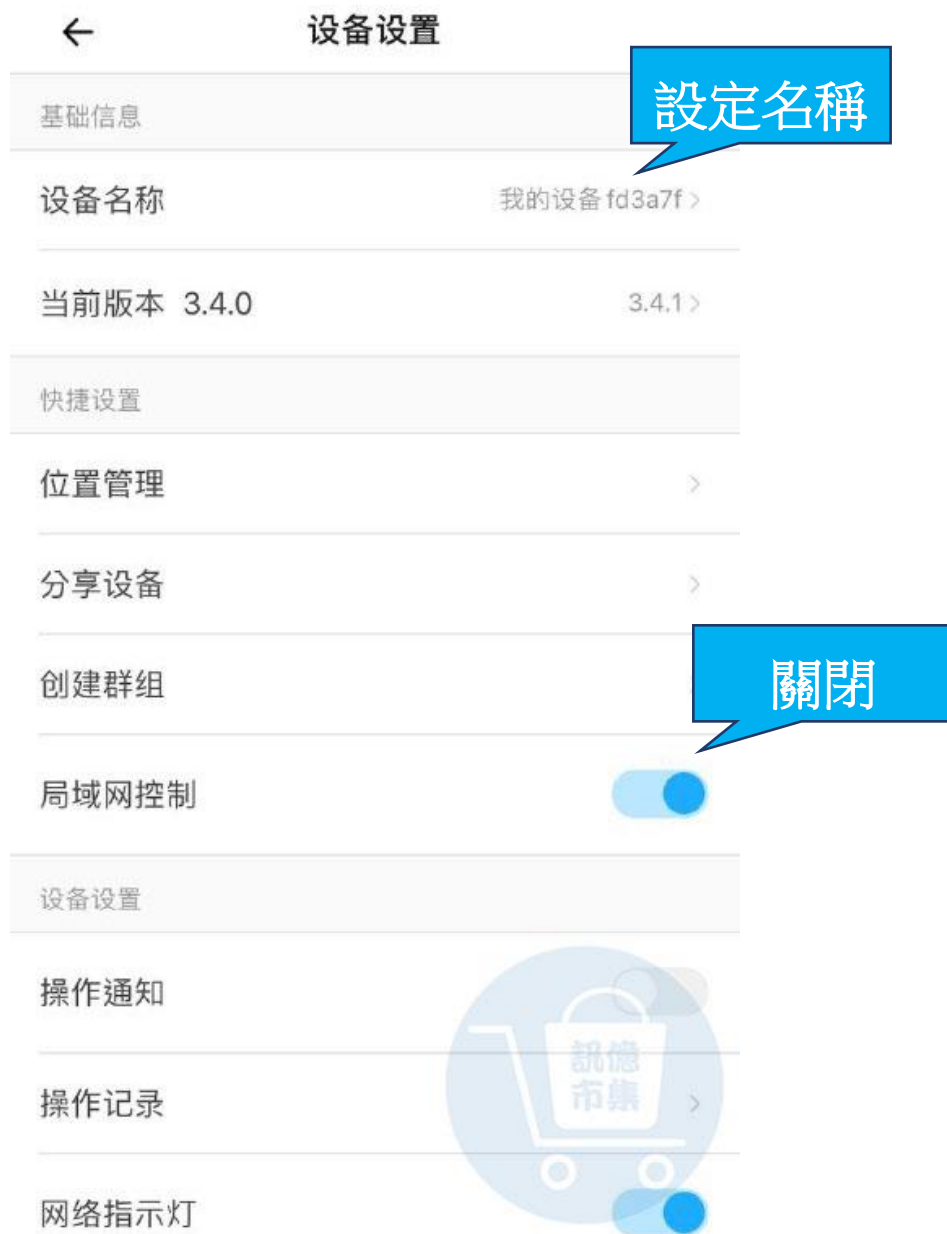 设备设置
設定名稱
基础信息
设备名称 我的设备 fd3a7f >
当前版本 3.4.0 3.4.1 >
快捷设置
位置管理 >
分享设备 >
创建群组
關閉
局域网控制
设备设置
操作通知
訊億
市集
操作记录 >
网络指示灯